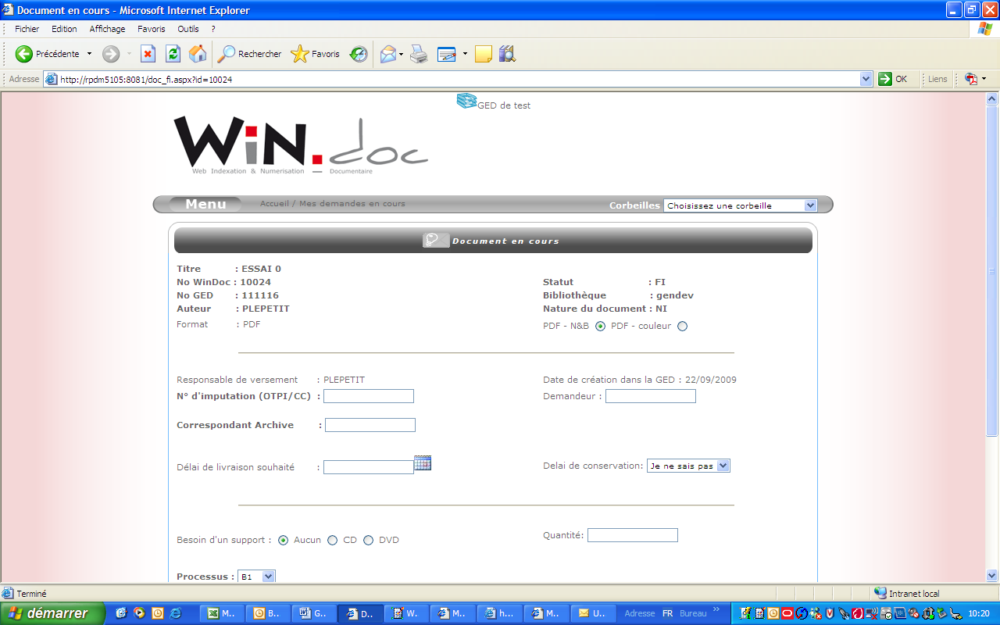 Document en cours - Microsoft Internet Explorer
Fichier Edition Affichage Favoris Outils ?
Précédente Rechercher Favoris
Adresse http://rpdm5105:8081/doc_fi.aspx?id=10024 OK Liens
GED de test
WiN.doc
Web Indexation & Numerisation — Documentaire
Menu Accueil / Mes demandes en cours Corbeilles Choisissez une corbeille
Document en cours
Titre : ESSAI 0
No WinDoc : 10024 Statut : FI
No GED : 111116 Bibliothèque : gendev
Auteur : PLEPETIT Nature du document : NI
Format : PDF PDF - N&B PDF - couleur
Responsable de versement : PLEPETIT Date de création dans la GED : 22/09/2009
N° d'imputation (OTPI/CC) : Demandeur :
Correspondant Archive :
Délai de livraison souhaité : Delai de conservation: Je ne sais pas
Besoin d'un support : Aucun CD DVD Quantité:
Processus : B1
Terminé Intranet local
démarrer M.. B.. G.. D.. W.. M.. h... M.. U.. Adresse FR Bureau » 10:20